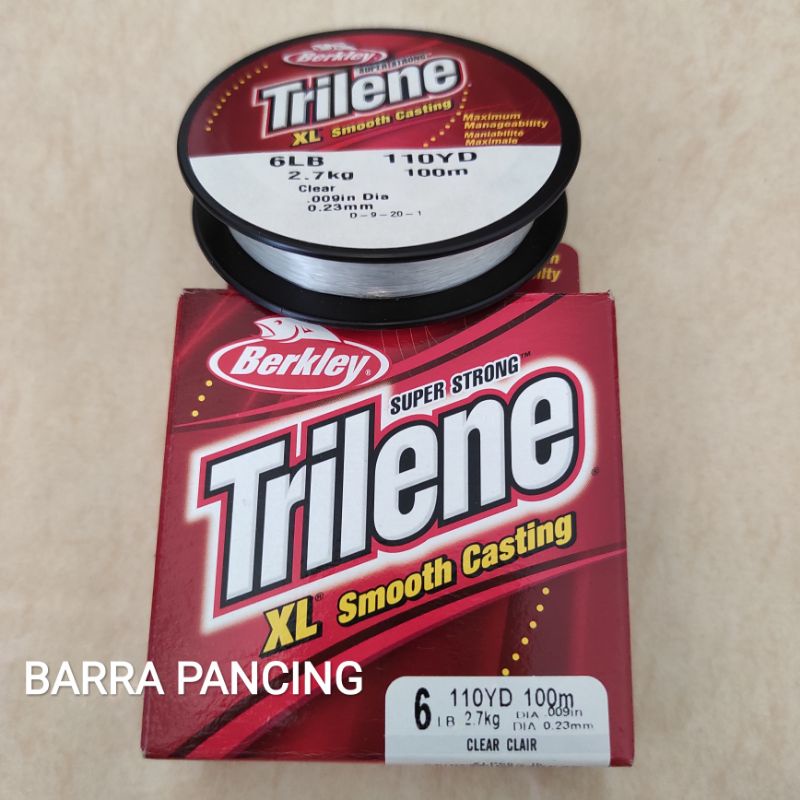 Berkley
SUPER STRONG
Trilene
XL Smooth Casting
Maximum
Manageability
Maniabilité
Maximale
6LB 110YD
2.7kg 100m
Clear
.009in Dia
0.23mm
D-9-20-1
Berkley®
SUPER STRONG™
Trilene®
XL® Smooth Casting
BARRA PANCING
6 LB 110YD 100m
2.7kg DIA .009in
DIA 0.23mm
CLEAR CLAIR